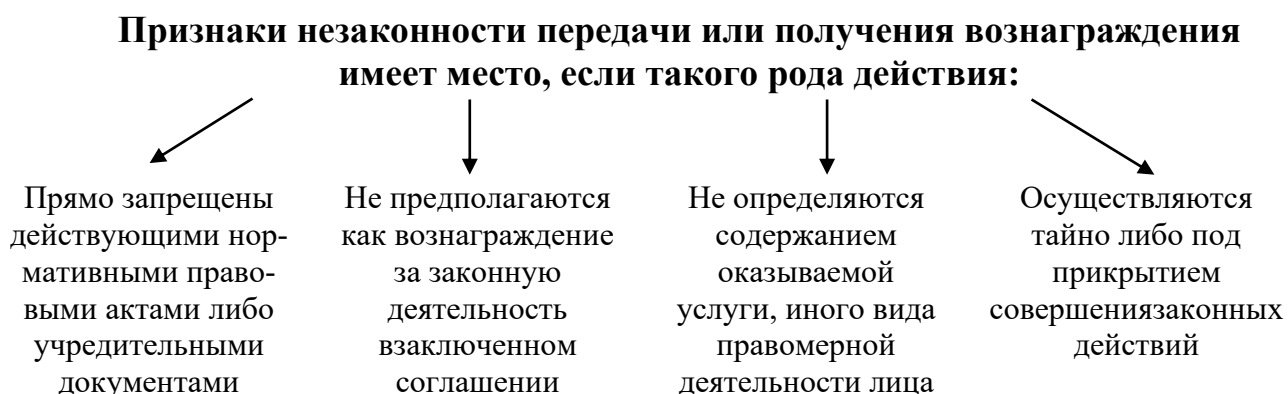 Признаки незаконности передачи или получения вознаграждения
имеет место, если такого рода действия:
Прямо запрещены
действующими нор-
мативными право-
выми актами либо
учредительными
документами
Не предполагаются
как вознаграждение
за законную
деятельность
взаключенном
соглашении
Не определяются
содержанием
оказываемой
услуги, иного вида
правомерной
деятельности лица
Осуществляются
тайно либо под
прикрытием
совершениязаконных
действий